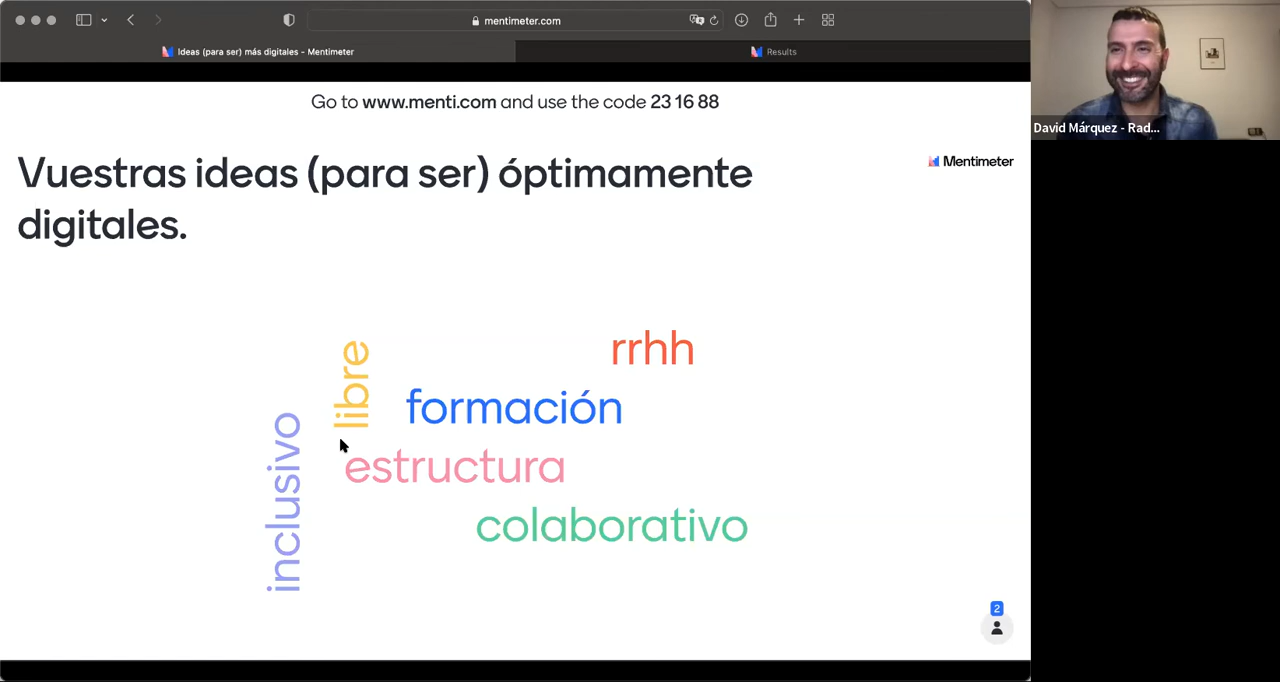 mentimeter.com
Ideas (para ser) más digitales - Mentimeter
Results
Go to www.menti.com and use the code 23 16 88
David Márquez - Rad...
Vuestras ideas (para ser) óptimamente
digitales.
Mentimeter
rrhh
libre
formación
inclusivo
estructura
colaborativo
2